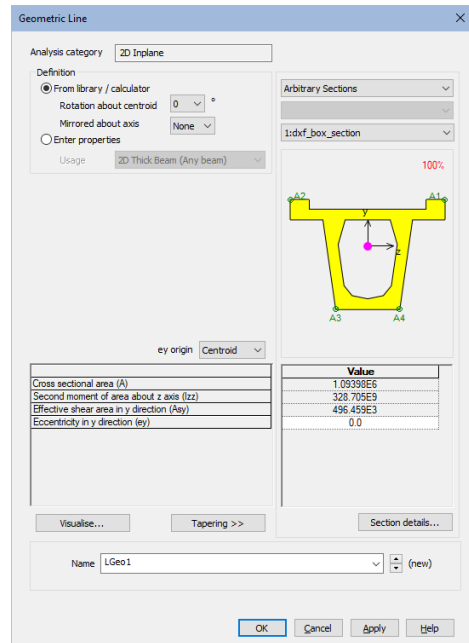 Geometric Line
Analysis category 2D Inplane
Definition
From library / calculator
Rotation about centroid 0 °
Mirrored about axis None
Enter properties
Usage 2D Thick Beam (Any beam)
Arbitrary Sections
1:dxf_box_section
100%
A2 A1
y
z
A3 A4
ey origin Centroid
Value
Cross sectional area (A) 1.09398E6
Second moment of area about z axis (Izz) 328.705E9
Effective shear area in y direction (Asy) 496.459E3
Eccentricity in y direction (ey) 0.0
Visualise... Tapering >> Section details...
Name LGeo1 (new)
OK Cancel Apply Help